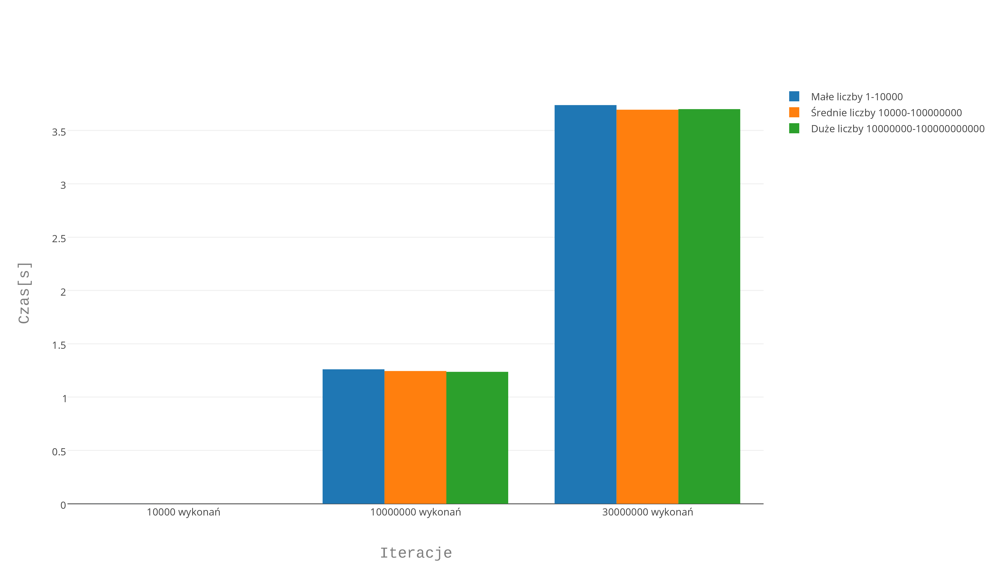 Małe liczby 1-10000
Średnie liczby 10000-100000000
Duże liczby 10000000-100000000000
3.5
3
2.5
2
1.5
1
0.5
0
Czas[s]
10000 wykonań
10000000 wykonań
30000000 wykonań
Iteracje